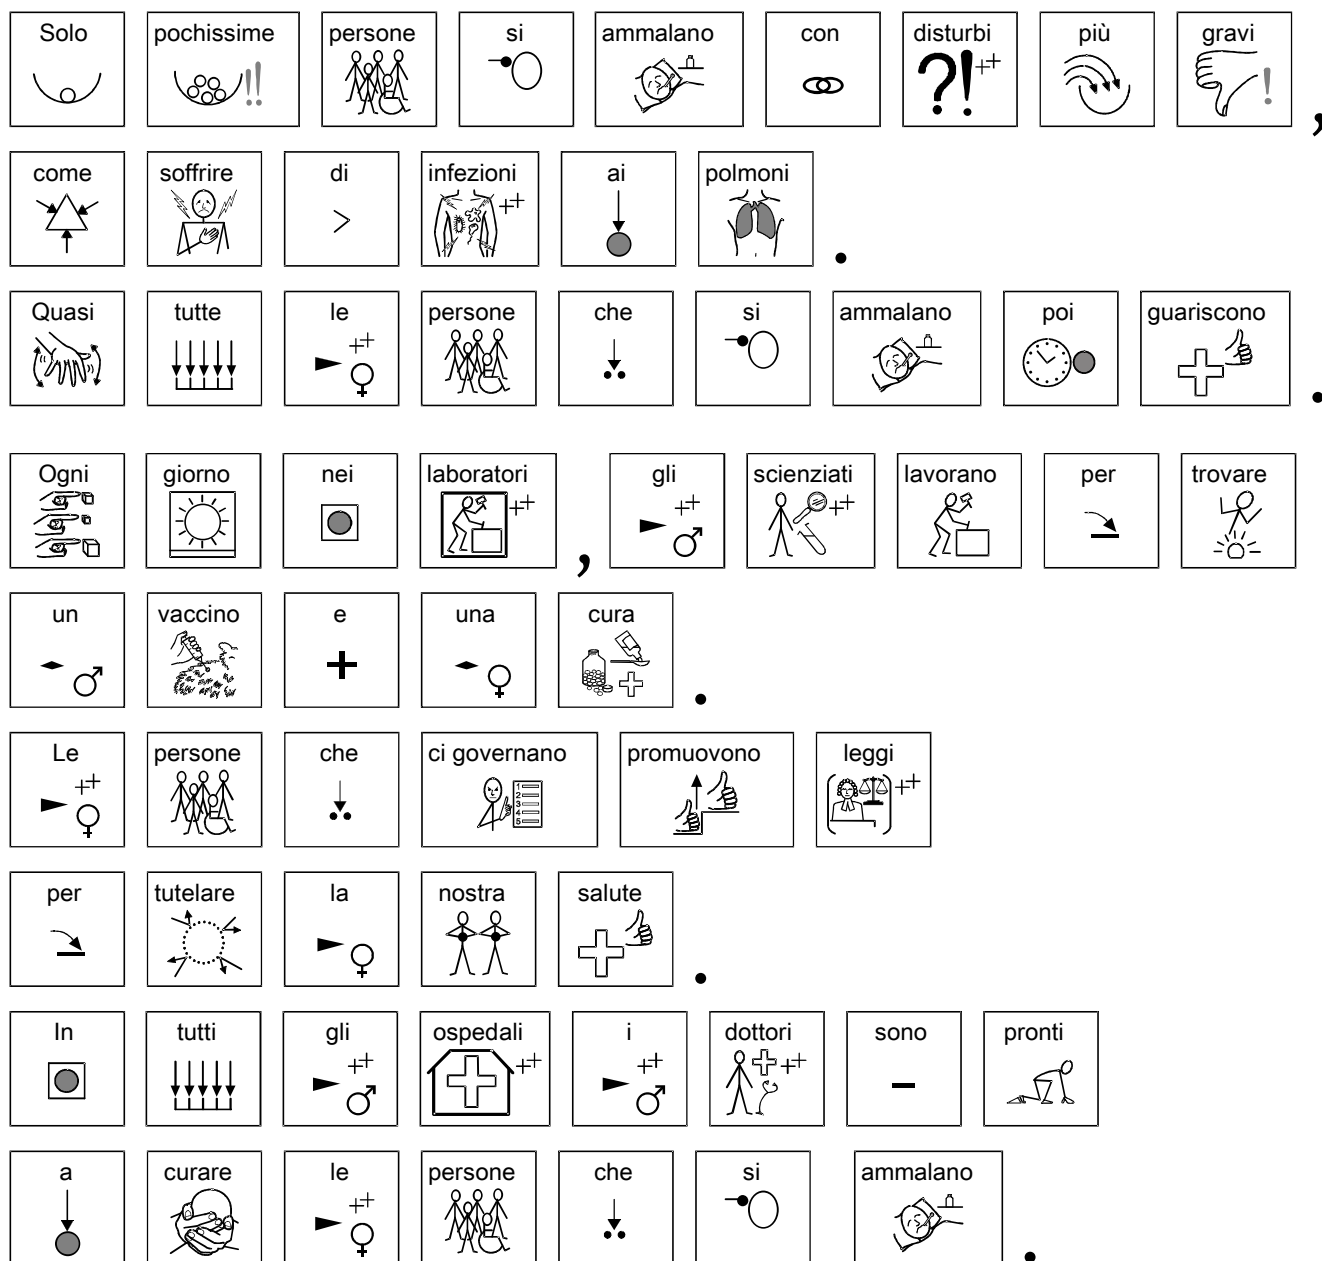 Solo pochissime persone si ammalano con disturbi più gravi ,
come soffrire di infezioni ai polmoni .
Quasi tutte le persone che si ammalano poi guariscono .
Ogni giorno nei laboratori , gli scienziati lavorano per trovare
un vaccino e una cura .
Le persone che ci governano promuovono leggi
per tutelare la nostra salute .
In tutti gli ospedali i dottori sono pronti
a curare le persone che si ammalano .